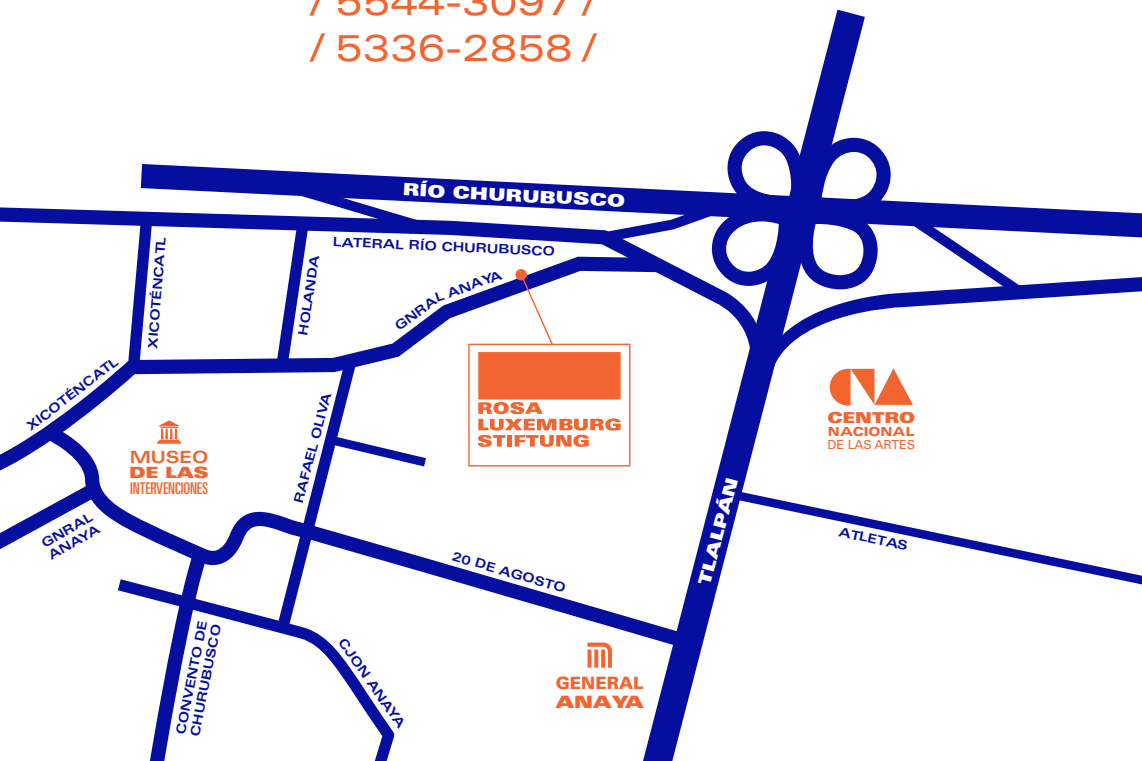 / 5544-3097 /
/ 5336-2858 /
RÍO CHURUBUSCO
LATERAL RÍO CHURUBUSCO
XICOTÉNCATL
HOLANDA
GNRAL ANAYA
XICOTÉNCATL
ROSA
LUXEMBURG
STIFTUNG
CENTRO
NACIONAL
DE LAS ARTES
MUSEO
DE LAS
INTERVENCIONES
RAFAEL OLIVA
GNRAL
ANAYA
TLALPÁN
ATLETAS
20 DE AGOSTO
CONVENTO DE
CHURUBUSCO
CJON ANAYA
GENERAL
ANAYA